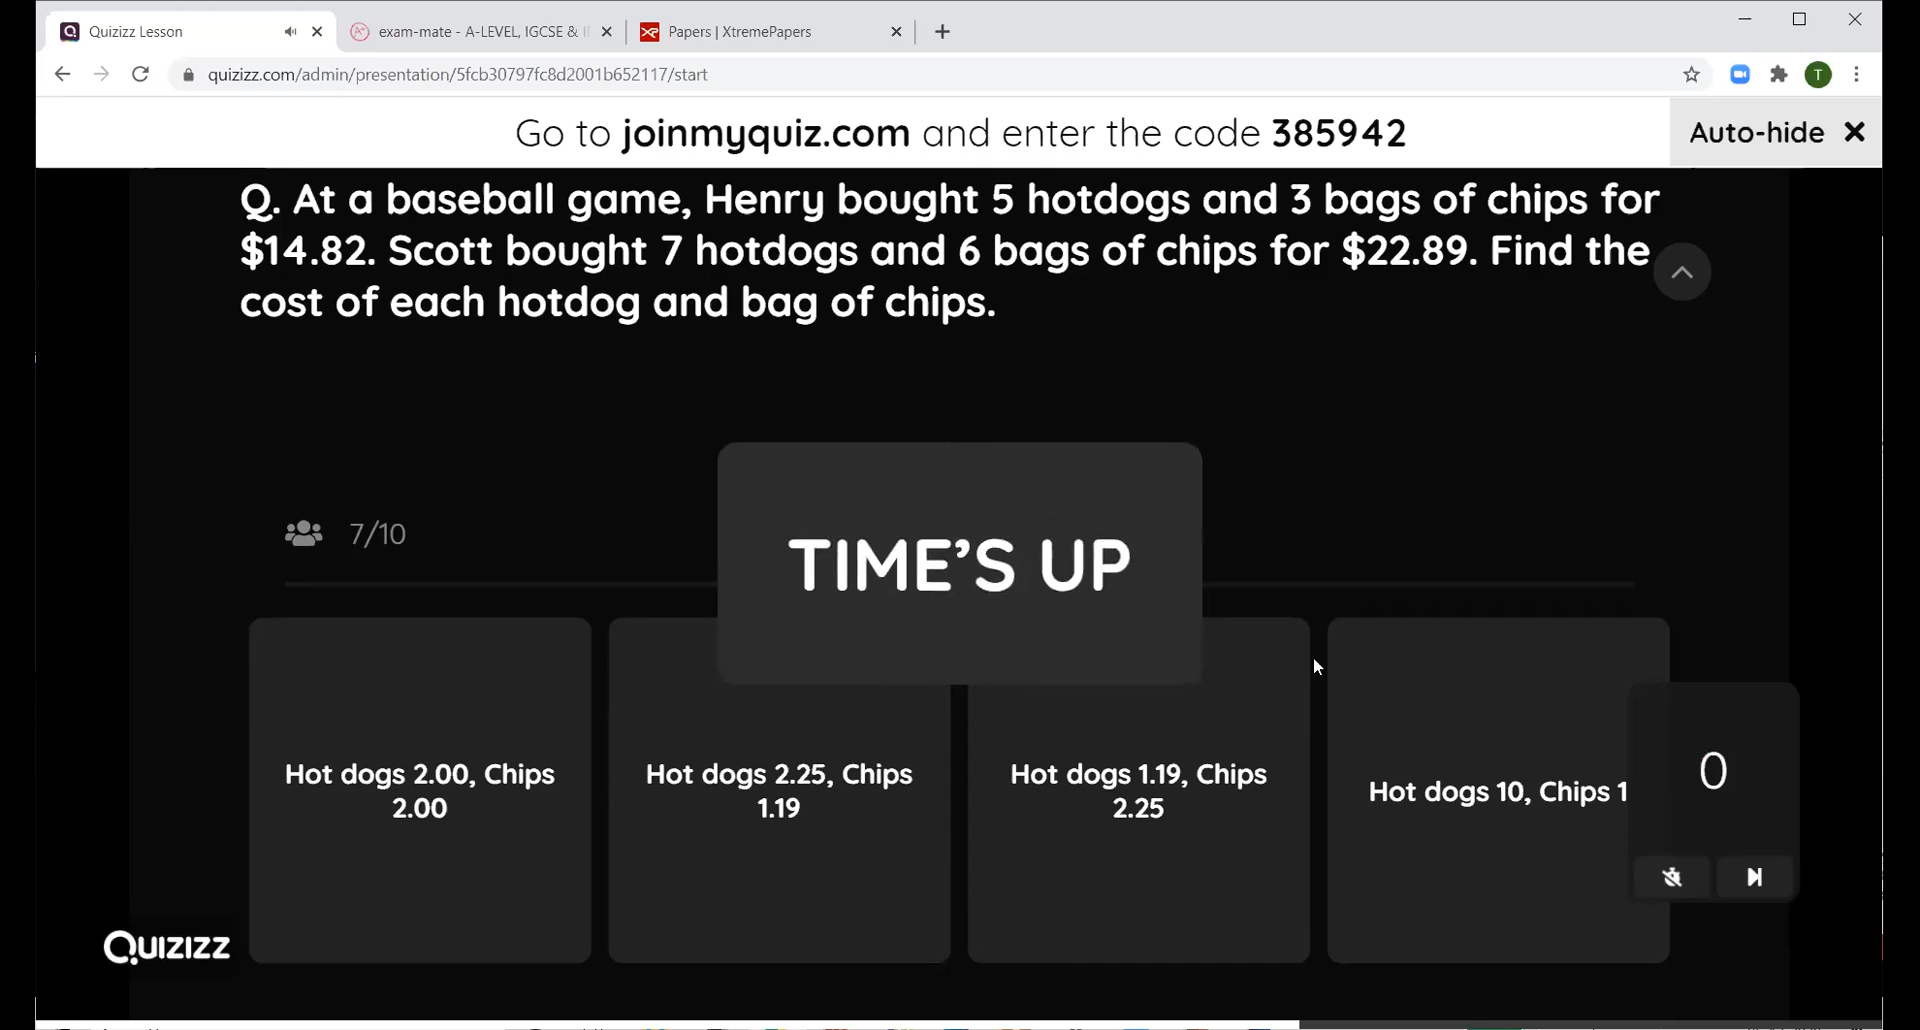 Quizizz Lesson
exam-mate - A-LEVEL, IGCSE &
Papers | XtremePapers
quizizz.com/admin/presentation/5fcb30797fc8d2001b652117/start
T
Go to joinmyquiz.com and enter the code 385942
Auto-hide
Q. At a baseball game, Henry bought 5 hotdogs and 3 bags of chips for
$14.82. Scott bought 7 hotdogs and 6 bags of chips for $22.89. Find the
cost of each hotdog and bag of chips.
7/10
TIME'S UP
Hot dogs 2.00, Chips
2.00
Hot dogs 2.25, Chips
1.19
Hot dogs 1.19, Chips
2.25
Hot dogs 10, Chips 1
0
Quizizz